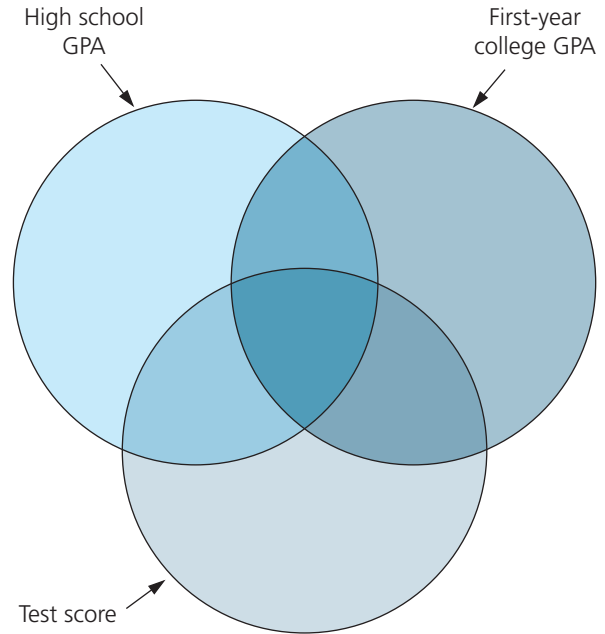 High school
GPA
First-year
college GPA
Test score